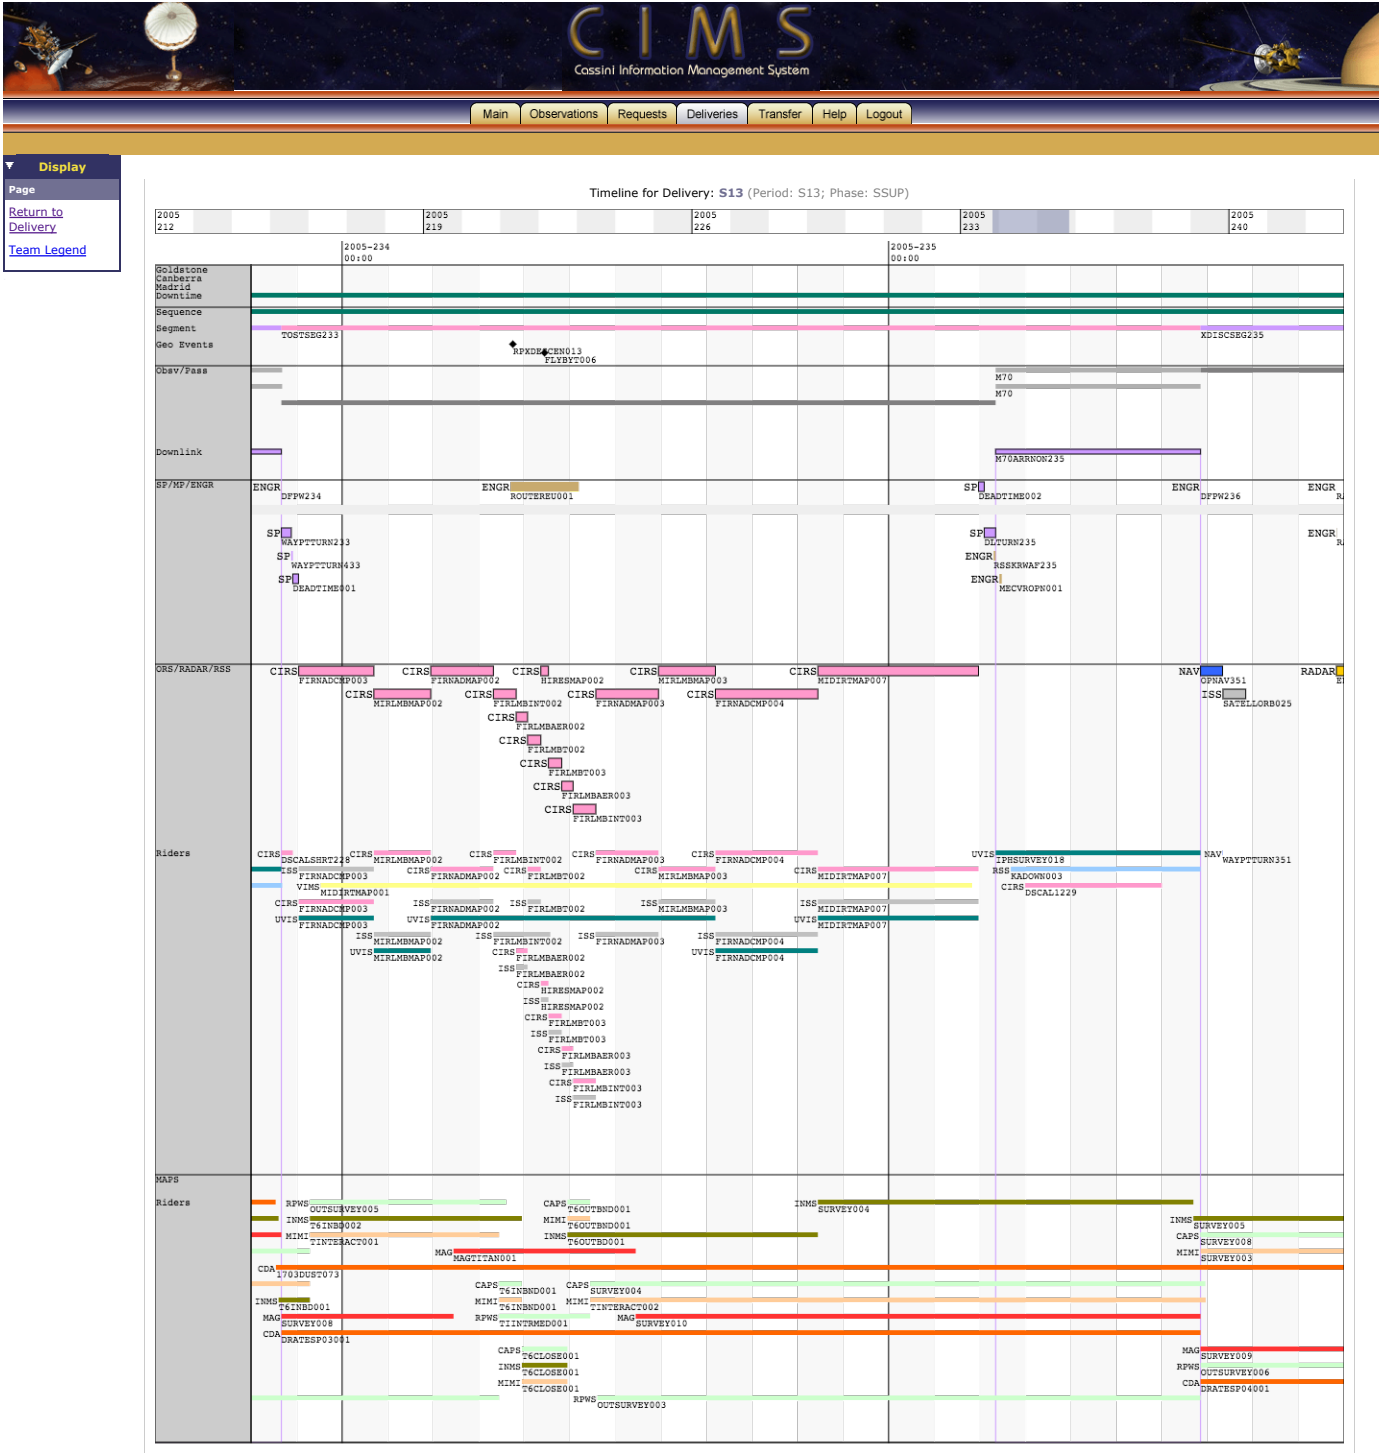 CIMS
Cassini Information Management System
Main Observations Requests Deliveries Transfer Help Logout
Display
Page
Return to
Delivery
Team Legend
Timeline for Delivery: S13 (Period: S13; Phase: SSUP)
2005 2005 2005 2005 2005
212 219 226 233 240
2005-234 2005-235
00:00 00:00
Goldstone
Canberra
Madrid
Downtime
Sequence
Segment
TOSTSEG233 XDISCSEG235
Geo Events
RPXDESCEN013
FLYBYT006
Obsv/Pass
M70
M70
Downlink
M70ARRNON235
SP/MP/ENGR ENGR ENGR SP ENGR ENGR
DFPW234 ROUTEREU001 DEADTIME002 DFPW236
SP SP ENGR
WAYPTTURN233 DLTURN235
SP ENGR
WAYPTTURN433 RSSKRWAF235
SP ENGR
DEADTIME001 MECVROPN001
ORS/RADAR/RSS CIRS CIRS CIRS CIRS CIRS NAV RADAR
FIRNADCMP003 FIRNADMAP002 HIRESMAP002 MIRLMBMAP003 MIDIRTMAP007 OPNAV351
CIRS CIRS CIRS CIRS ISS
MIRLMBMAP002 FIRLMBINT002 FIRNADMAP003 FIRNADCMP004 SATELLORB025
CIRS
FIRLMBAER002
CIRS
FIRLMBT002
CIRS
FIRLMBT003
CIRS
FIRLMBAER003
CIRS
FIRLMBINT003
Riders CIRS CIRS CIRS CIRS CIRS UVIS NAV
DSCALSHRT228 MIRLMBMAP002 FIRLMBINT002 FIRNADMAP003 FIRNADCMP004 IPHSURVEY018 WAYPTTURN351
ISS CIRS CIRS CIRS CIRS RSS
FIRNADCMP003 FIRNADMAP002 FIRLMBT002 MIRLMBMAP003 MIDIRTMAP007 KADOWN003
VIMS CIRS
MIDIRTMAP001 DSCAL1229
CIRS ISS ISS ISS ISS
FIRNADCMP003 FIRNADMAP002 FIRLMBT002 MIRLMBMAP003 MIDIRTMAP007
UVIS UVIS UVIS
FIRNADCMP003 FIRNADMAP002 MIDIRTMAP007
ISS ISS ISS ISS
MIRLMBMAP002 FIRLMBINT002 FIRNADMAP003 FIRNADCMP004
UVIS CIRS UVIS
MIRLMBMAP002 FIRLMBAER002 FIRNADCMP004
ISS
FIRLMBAER002
CIRS
HIRESMAP002
ISS
HIRESMAP002
CIRS
FIRLMBT003
ISS
FIRLMBT003
CIRS
FIRLMBAER003
ISS
FIRLMBAER003
CIRS
FIRLMBINT003
ISS
FIRLMBINT003
MAPS
Riders RPWS CAPS INMS
OUTSURVEY005 T6OUTBND001 SURVEY004
INMS MIMI INMS
T6INBD002 T6OUTBND001 SURVEY005
MIMI INMS CAPS
TINTERACT001 T6OUTBD001 SURVEY008
MAG MIMI
MAGTITAN001 SURVEY003
CDA
1703DUST073
CAPS CAPS
T6INBND001 SURVEY004
INMS MIMI MIMI
T6INBD001 T6INBND001 TINTERACT002
MAG RPWS MAG
SURVEY008 TIINTRMED001 SURVEY010
CDA
DRATESP03001
CAPS MAG
T6CLOSE001 SURVEY009
INMS RPWS
T6CLOSE001 OUTSURVEY006
MIMI CDA
T6CLOSE001 DRATESP04001
RPWS
OUTSURVEY003